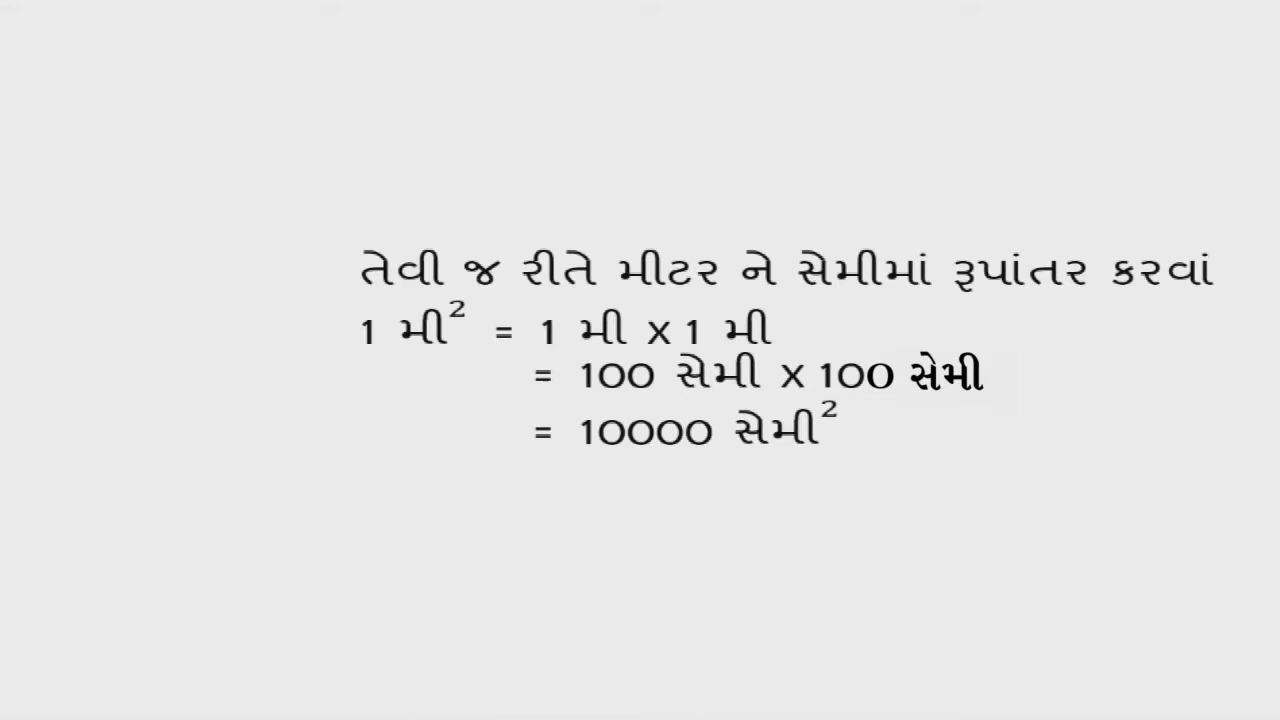 તેવી જ રીતે મીટર ને સેમીમાં રૂપાંતર કરવાં
1 મી² = 1 મી x 1 મી
= 100 સેમી x 100 સેમી
= 10000 સેમી²